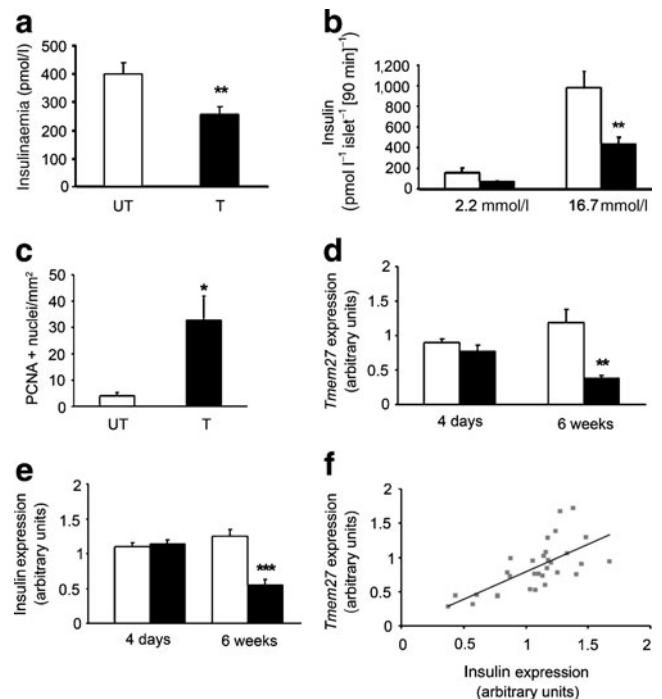 a
Insulinaemia (pmol/l)
500
400
300
200
100
0
**
UT
T
b
Insulin
(pmol l⁻¹ islet⁻¹ [90 min]⁻¹)
1,200
1,000
800
600
400
200
0
**
2.2 mmol/l
16.7 mmol/l
c
PCNA + nuclei/mm²
50
40
30
20
10
0
*
UT
T
d
Tmem27 expression
(arbitrary units)
2
1.5
1
0.5
0
**
4 days
6 weeks
e
Insulin expression
(arbitrary units)
2
1.5
1
0.5
0
***
4 days
6 weeks
f
Tmem27 expression
(arbitrary units)
2
1.5
1
0.5
0
0
0.5
1
1.5
2
Insulin expression
(arbitrary units)